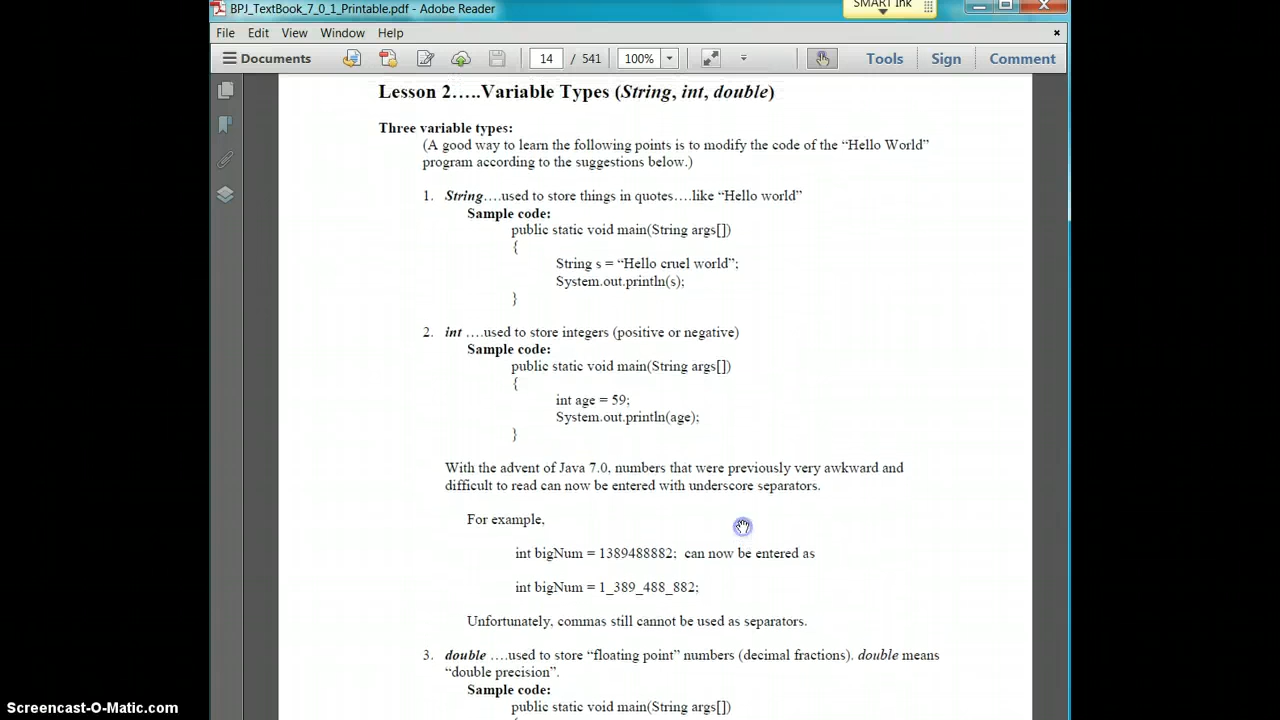 BPJ_TextBook_7_0_1_Printable.pdf - Adobe Reader
SMART Ink
File Edit View Window Help
Documents 14 / 541 100% Tools Sign Comment
Lesson 2…..Variable Types (String, int, double)
Three variable types:
(A good way to learn the following points is to modify the code of the “Hello World”
program according to the suggestions below.)
1. String….used to store things in quotes….like “Hello world”
Sample code:
public static void main(String args[])
{
String s = “Hello cruel world”;
System.out.println(s);
}
2. int ….used to store integers (positive or negative)
Sample code:
public static void main(String args[])
{
int age = 59;
System.out.println(age);
}
With the advent of Java 7.0, numbers that were previously very awkward and
difficult to read can now be entered with underscore separators.
For example,
int bigNum = 1389488882; can now be entered as
int bigNum = 1_389_488_882;
Unfortunately, commas still cannot be used as separators.
3. double ….used to store “floating point” numbers (decimal fractions). double means
“double precision”.
Sample code:
public static void main(String args[])
Screencast-O-Matic.com